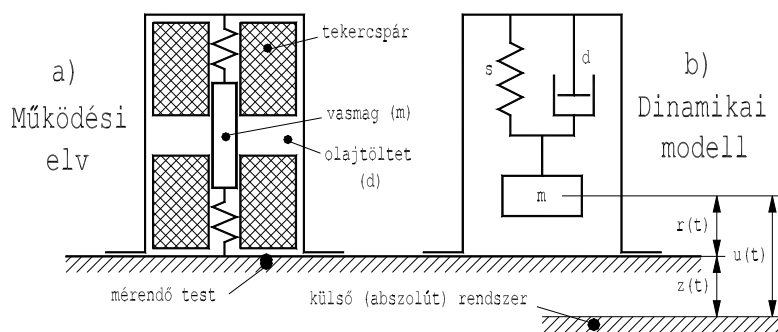 a)
Működési
elv
tekercspár
vasmag (m)
olajtöltet
(d)
mérendő test
s
d
m
b)
Dinamikai
modell
r(t)
u(t)
z(t)
külső (abszolút) rendszer